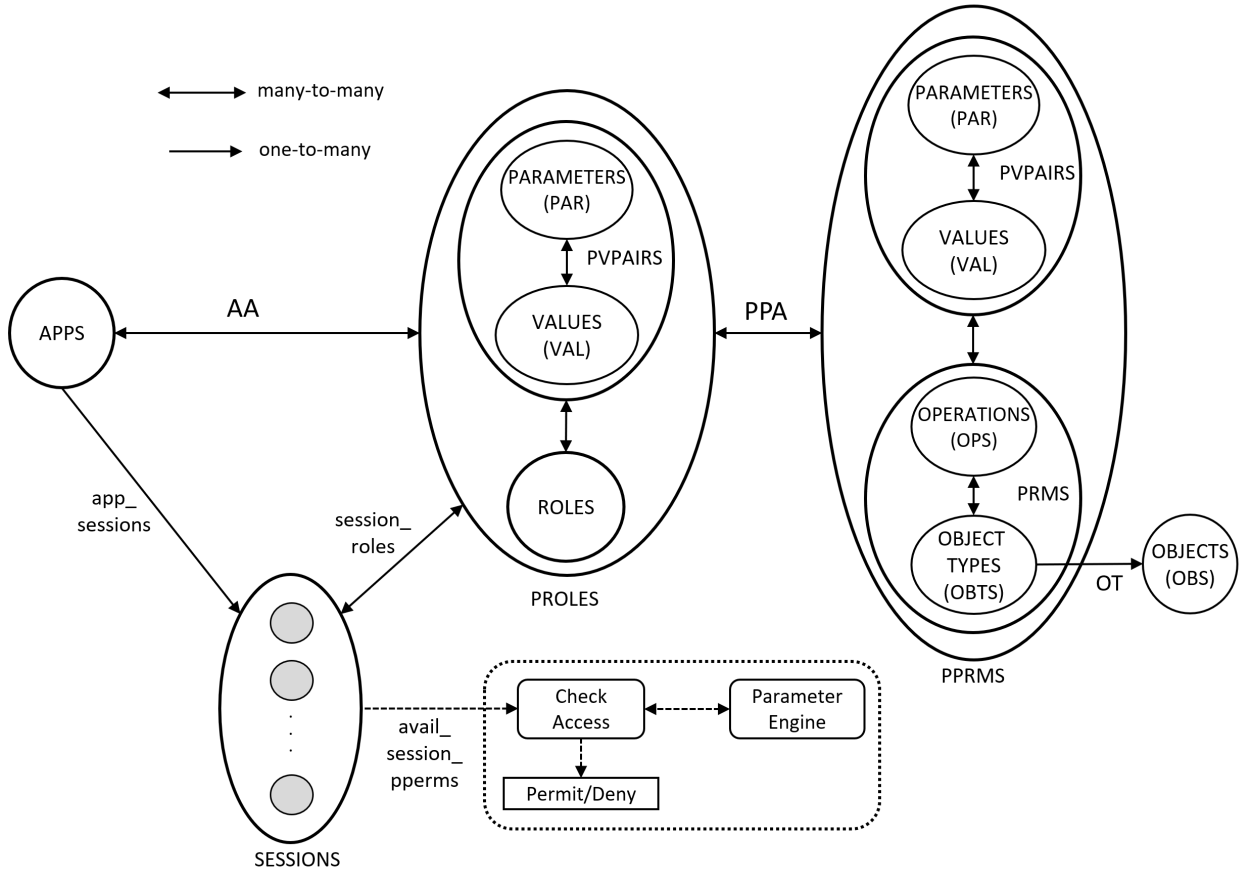 many-to-many
one-to-many
PARAMETERS
(PAR)
PVPAIRS
VALUES
(VAL)
ROLES
PROLES
APPS
AA
PPA
PARAMETERS
(PAR)
PVPAIRS
VALUES
(VAL)
OPERATIONS
(OPS)
PRMS
OBJECT
TYPES
(OBTS)
OT
OBJECTS
(OBS)
PPRMS
app_
sessions
session_
roles
SESSIONS
avail_
session_
pperms
Check
Access
Parameter
Engine
Permit/Deny